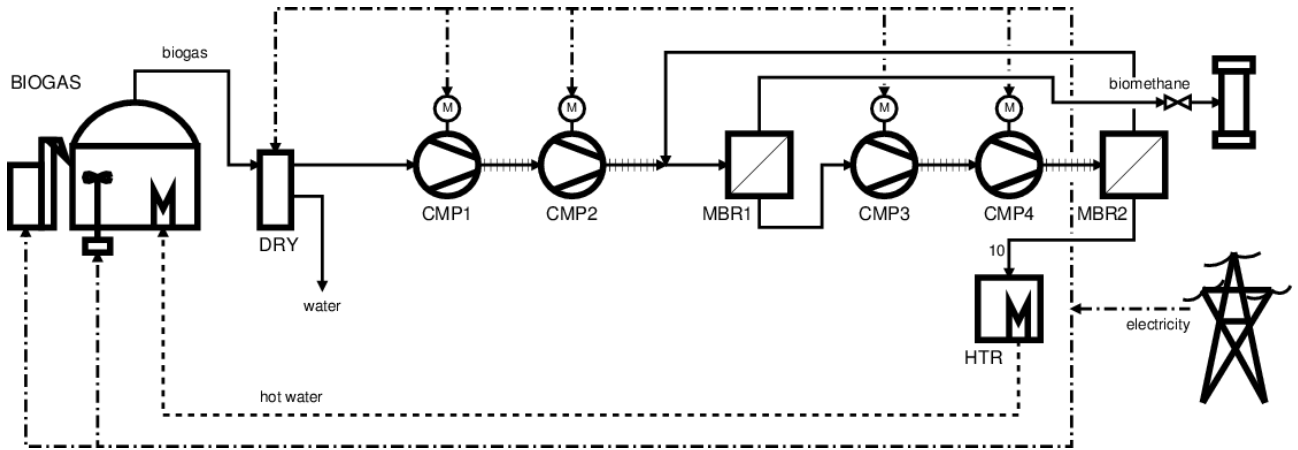 biogas
BIOGAS
biomethane
M
M
M
M
CMP1
CMP2
MBR1
CMP3
CMP4
MBR2
DRY
10
water
electricity
HTR
hot water